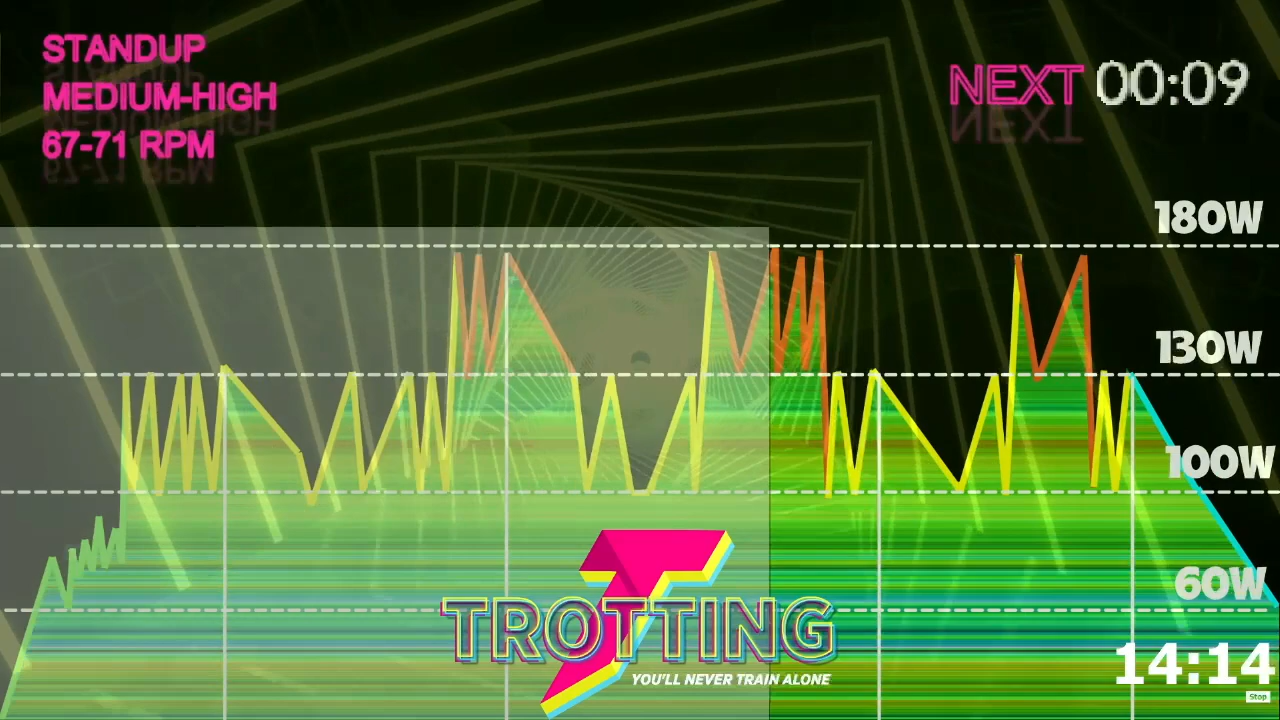 STANDUP
MEDIUM-HIGH
67-71 RPM
NEXT 00:09
180W
130W
100W
60W
TROTTING
YOU'LL NEVER TRAIN ALONE
14:14
Stop